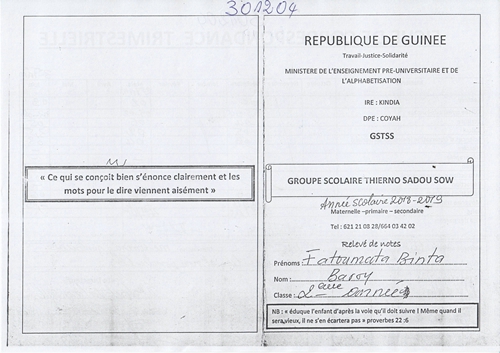 301204
« Ce qui se conçoit bien s'énonce clairement et les
mots pour le dire viennent aisément »
REPUBLIQUE DE GUINEE
Travail-Justice-Solidarité
MINISTERE DE L'ENSEIGNEMENT PRE-UNIVERSITAIRE ET DE
L'ALPHABETISATION
IRE : KINDIA
DPE : COYAH
GSTSS
GROUPE SCOLAIRE THIERNO SADOU SOW
Année scolaire 2018-2019
Maternelle –primaire – secondaire
Tel : 621 21 08 28/664 03 42 02
Relevé de notes
Prénoms : Fatoumata Binta
Nom : Barry
Classe : 2ème année
NB : « éduque l'enfant d'après la voie qu'il doit suivre ! Même quand il
sera vieux, il ne s'en écartera pas » proverbes 22 :6